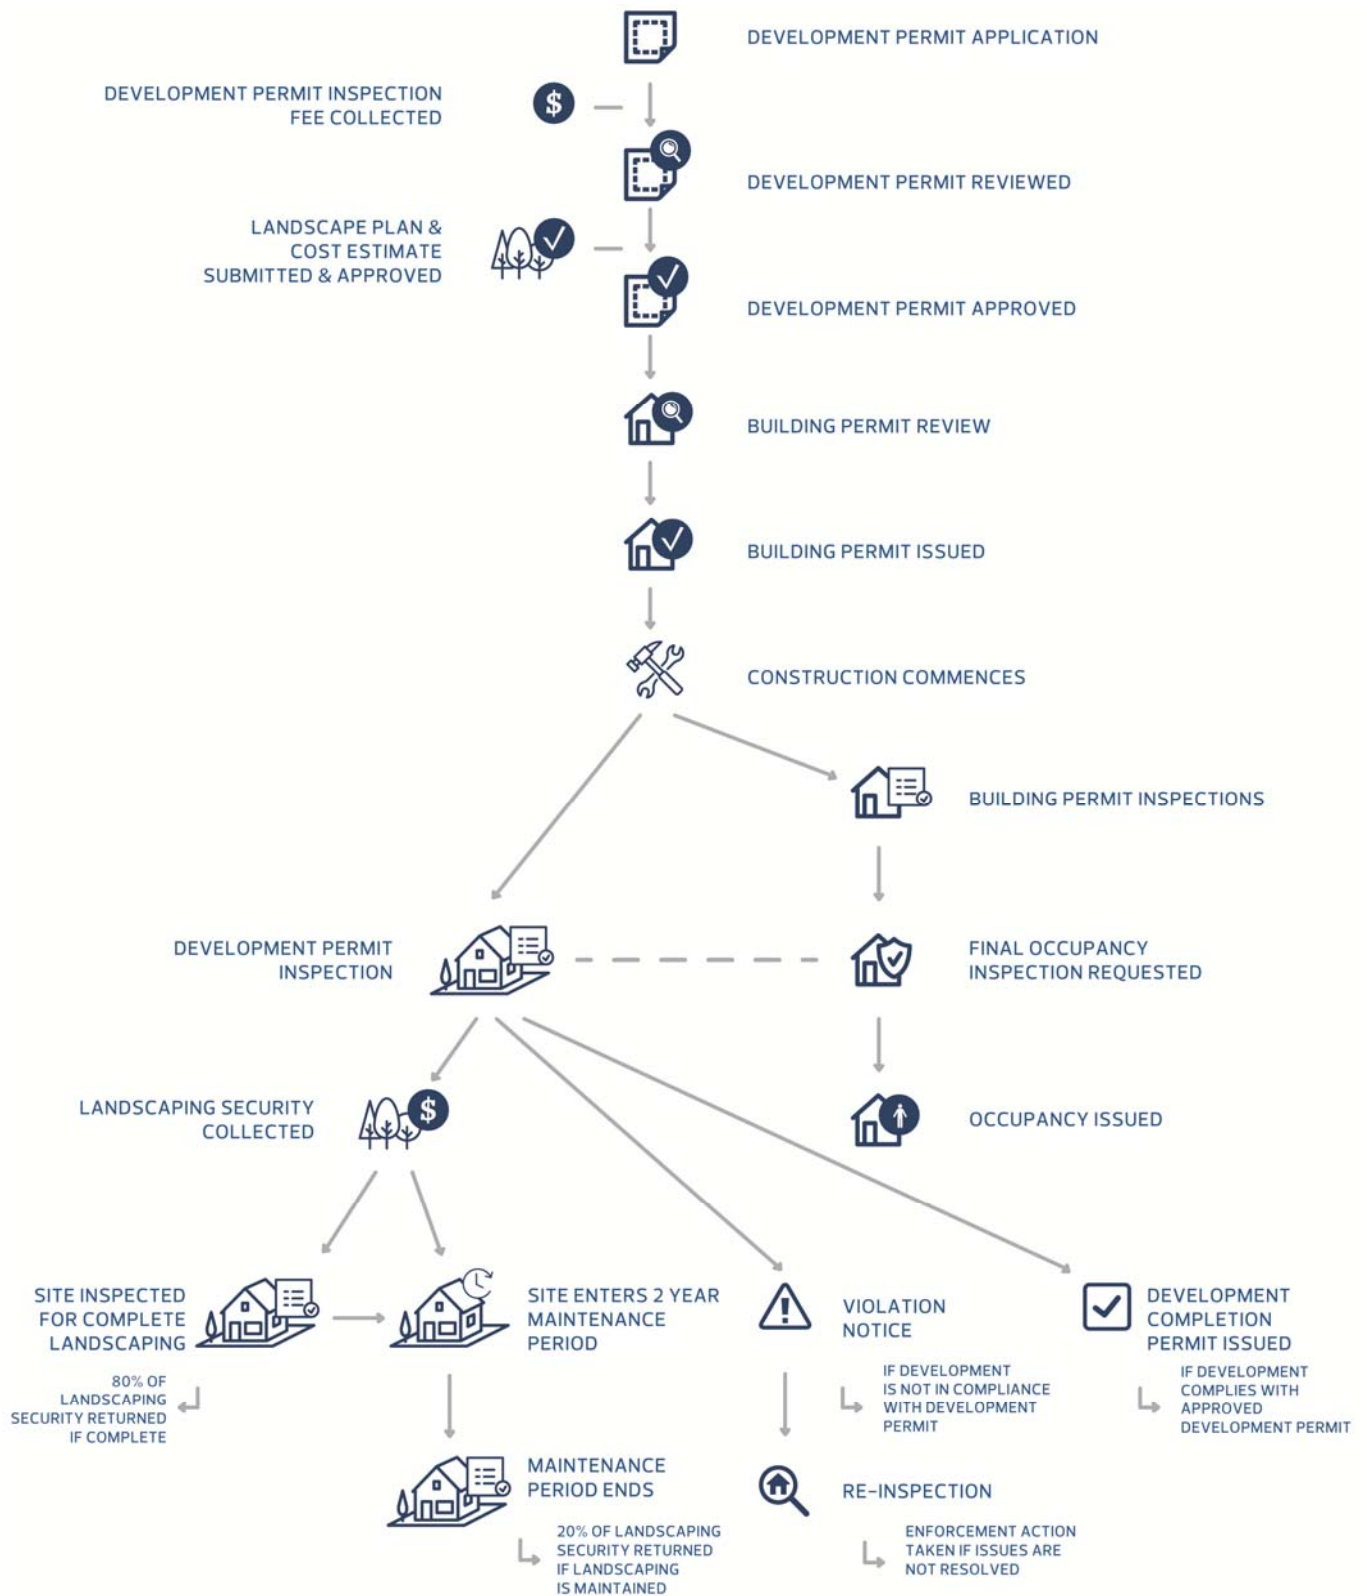 DEVELOPMENT PERMIT APPLICATION
DEVELOPMENT PERMIT INSPECTION
FEE COLLECTED
$
DEVELOPMENT PERMIT REVIEWED
LANDSCAPE PLAN &
COST ESTIMATE
SUBMITTED & APPROVED
DEVELOPMENT PERMIT APPROVED
BUILDING PERMIT REVIEW
BUILDING PERMIT ISSUED
CONSTRUCTION COMMENCES
BUILDING PERMIT INSPECTIONS
DEVELOPMENT PERMIT
INSPECTION
FINAL OCCUPANCY
INSPECTION REQUESTED
LANDSCAPING SECURITY
COLLECTED
$
OCCUPANCY ISSUED
SITE INSPECTED
FOR COMPLETE
LANDSCAPING
80% OF
LANDSCAPING
SECURITY RETURNED
IF COMPLETE
SITE ENTERS 2 YEAR
MAINTENANCE
PERIOD
VIOLATION
NOTICE
IF DEVELOPMENT
IS NOT IN COMPLIANCE
WITH DEVELOPMENT
PERMIT
DEVELOPMENT
COMPLETION
PERMIT ISSUED
IF DEVELOPMENT
COMPLIES WITH
APPROVED
DEVELOPMENT PERMIT
MAINTENANCE
PERIOD ENDS
20% OF LANDSCAPING
SECURITY RETURNED
IF LANDSCAPING
IS MAINTAINED
RE-INSPECTION
ENFORCEMENT ACTION
TAKEN IF ISSUES ARE
NOT RESOLVED